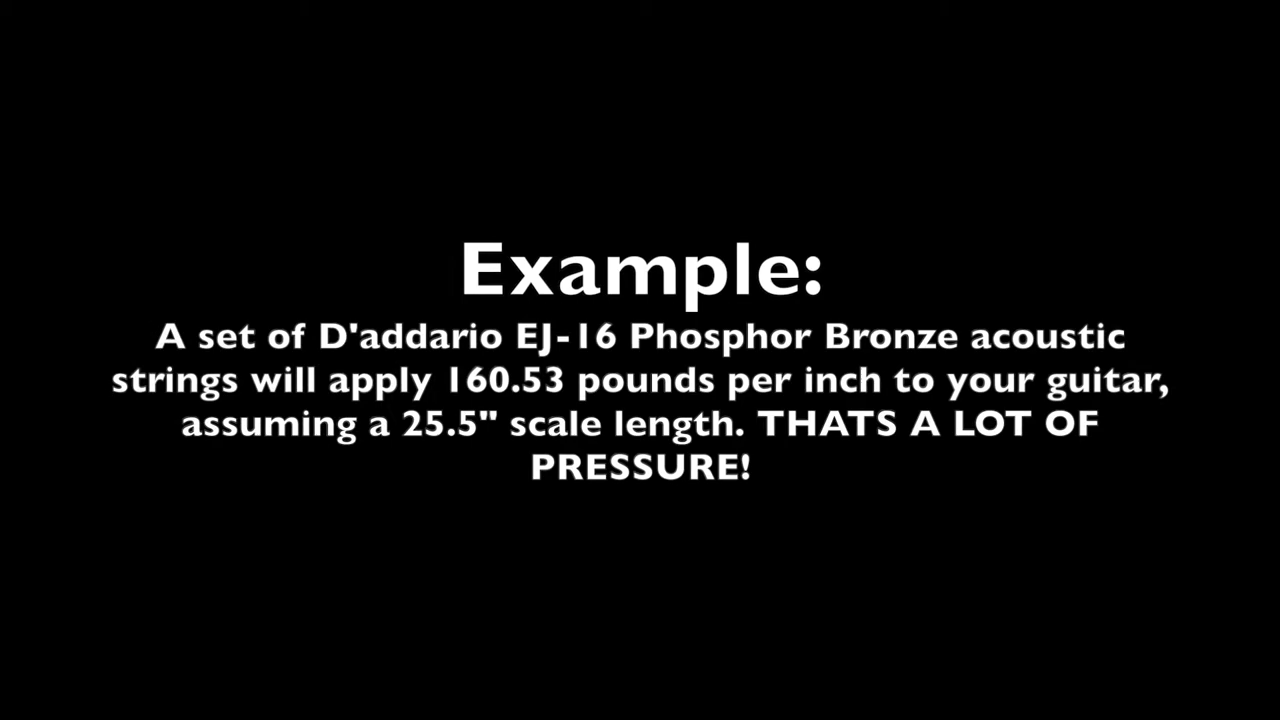 Example:
A set of D'addario EJ-16 Phosphor Bronze acoustic
strings will apply 160.53 pounds per inch to your guitar,
assuming a 25.5" scale length. THATS A LOT OF
PRESSURE!